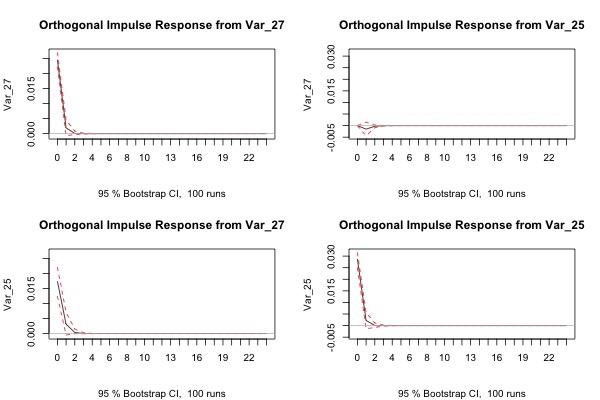 Orthogonal Impulse Response from Var_27
Var_27
0.000 0.015
0 2 4 6 8 10 13 16 19 22
95 % Bootstrap CI, 100 runs
Orthogonal Impulse Response from Var_25
Var_27
-0.005 0.015 0.030
0 2 4 6 8 10 13 16 19 22
95 % Bootstrap CI, 100 runs
Orthogonal Impulse Response from Var_27
Var_25
0.000 0.015
0 2 4 6 8 10 13 16 19 22
95 % Bootstrap CI, 100 runs
Orthogonal Impulse Response from Var_25
Var_25
-0.005 0.015 0.030
0 2 4 6 8 10 13 16 19 22
95 % Bootstrap CI, 100 runs